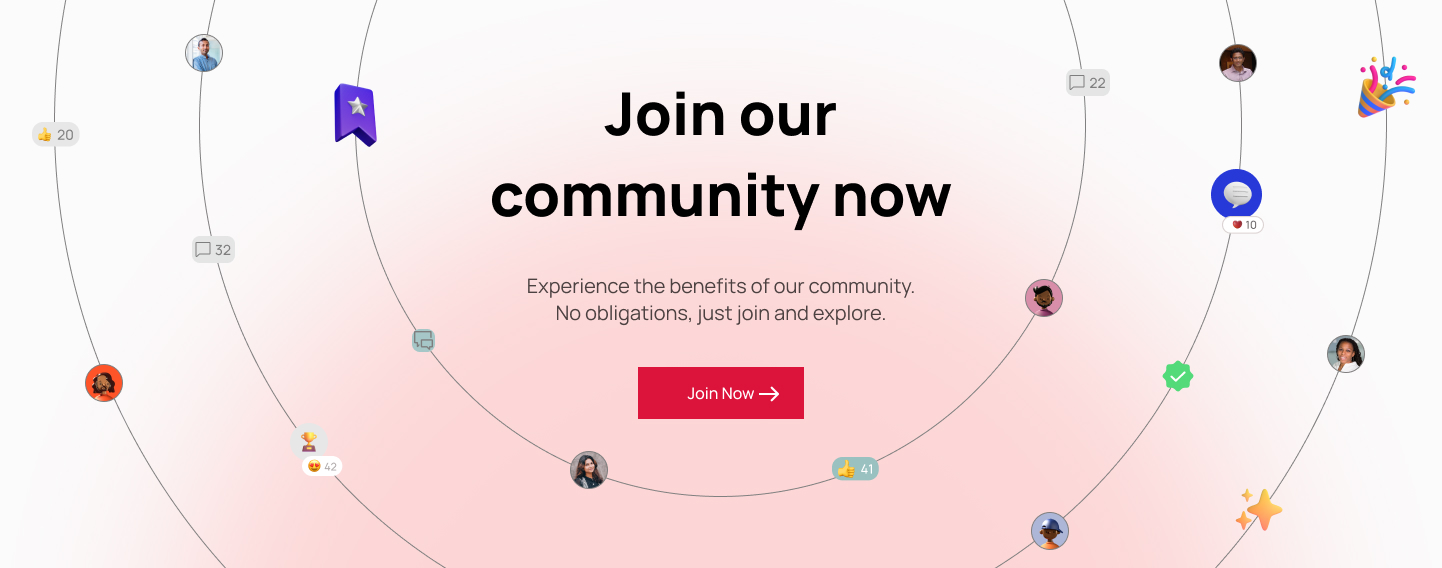 Join our
community now
Experience the benefits of our community.
No obligations, just join and explore.
Join Now
20
32
42
22
10
41